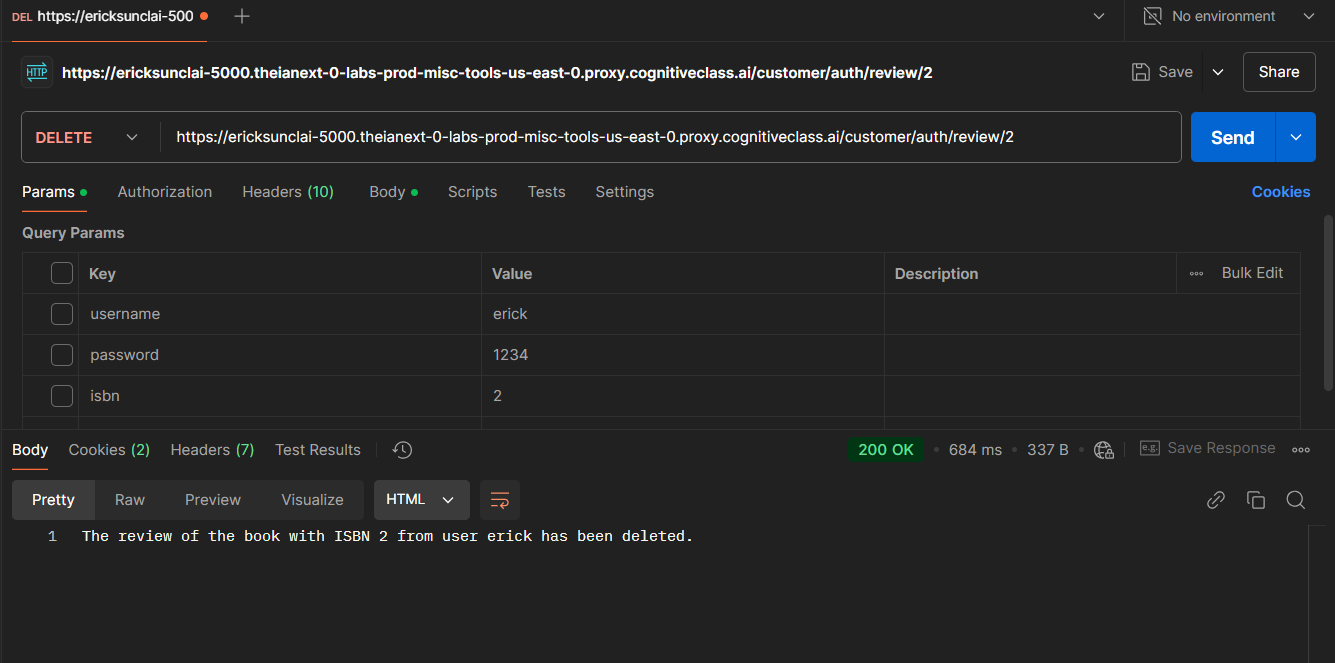 DEL https://ericksunclai-500
No environment
HTTP https://ericksunclai-5000.theianext-0-labs-prod-misc-tools-us-east-0.proxy.cognitiveclass.ai/customer/auth/review/2 Save Share
DELETE https://ericksunclai-5000.theianext-0-labs-prod-misc-tools-us-east-0.proxy.cognitiveclass.ai/customer/auth/review/2 Send
Params Authorization Headers (10) Body Scripts Tests Settings Cookies
Query Params
Key Value Description Bulk Edit
username erick
password 1234
isbn 2
Body Cookies (2) Headers (7) Test Results 200 OK 684 ms 337 B e.g. Save Response
Pretty Raw Preview Visualize HTML
1 The review of the book with ISBN 2 from user erick has been deleted.